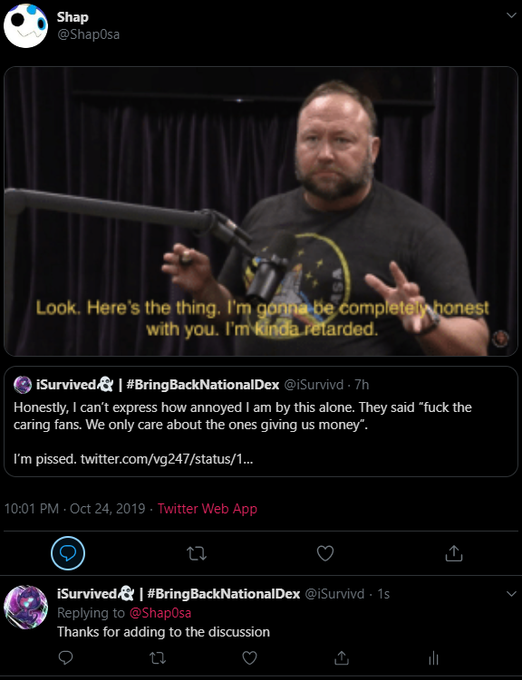 Shap
@Shap0sa
Look. Here's the thing. I'm gonna be completely honest
with you. I'm kinda retarded.
iSurvived👻 | #BringBackNationalDex @iSurvivd · 7h
Honestly, I can't express how annoyed I am by this alone. They said "fuck the
caring fans. We only care about the ones giving us money".
I'm pissed. twitter.com/vg247/status/1...
10:01 PM · Oct 24, 2019 · Twitter Web App
iSurvived👻 | #BringBackNationalDex @iSurvivd · 1s
Replying to @Shap0sa
Thanks for adding to the discussion